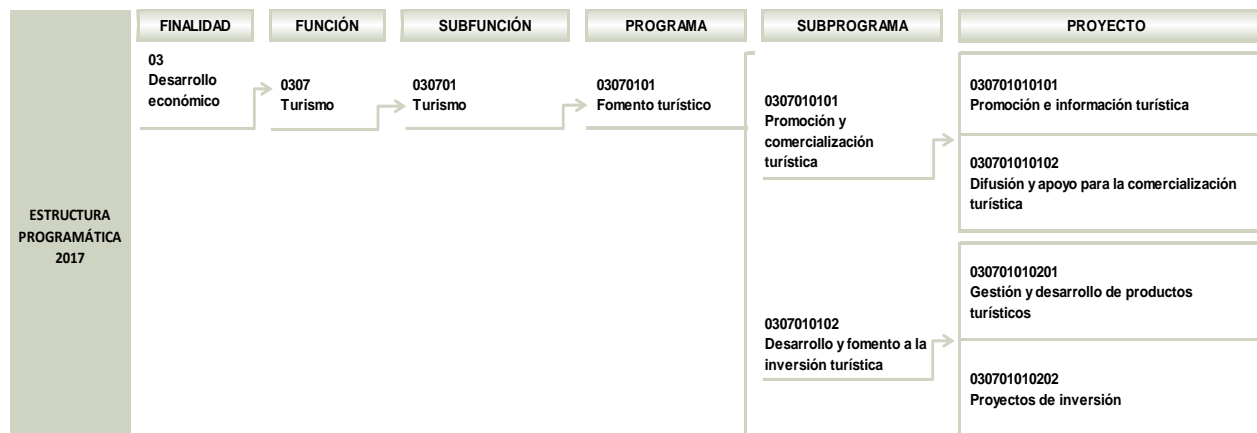 FINALIDAD
FUNCIÓN
SUBFUNCIÓN
PROGRAMA
SUBPROGRAMA
PROYECTO
ESTRUCTURA
PROGRAMÁTICA
2017
03
Desarrollo
económico
0307
Turismo
030701
Turismo
03070101
Fomento turístico
0307010101
Promoción y
comercialización
turística
030701010101
Promoción e información turística
030701010102
Difusión y apoyo para la comercialización
turística
0307010102
Desarrollo y fomento a la
inversión turística
030701010201
Gestión y desarrollo de productos
turísticos
030701010202
Proyectos de inversión